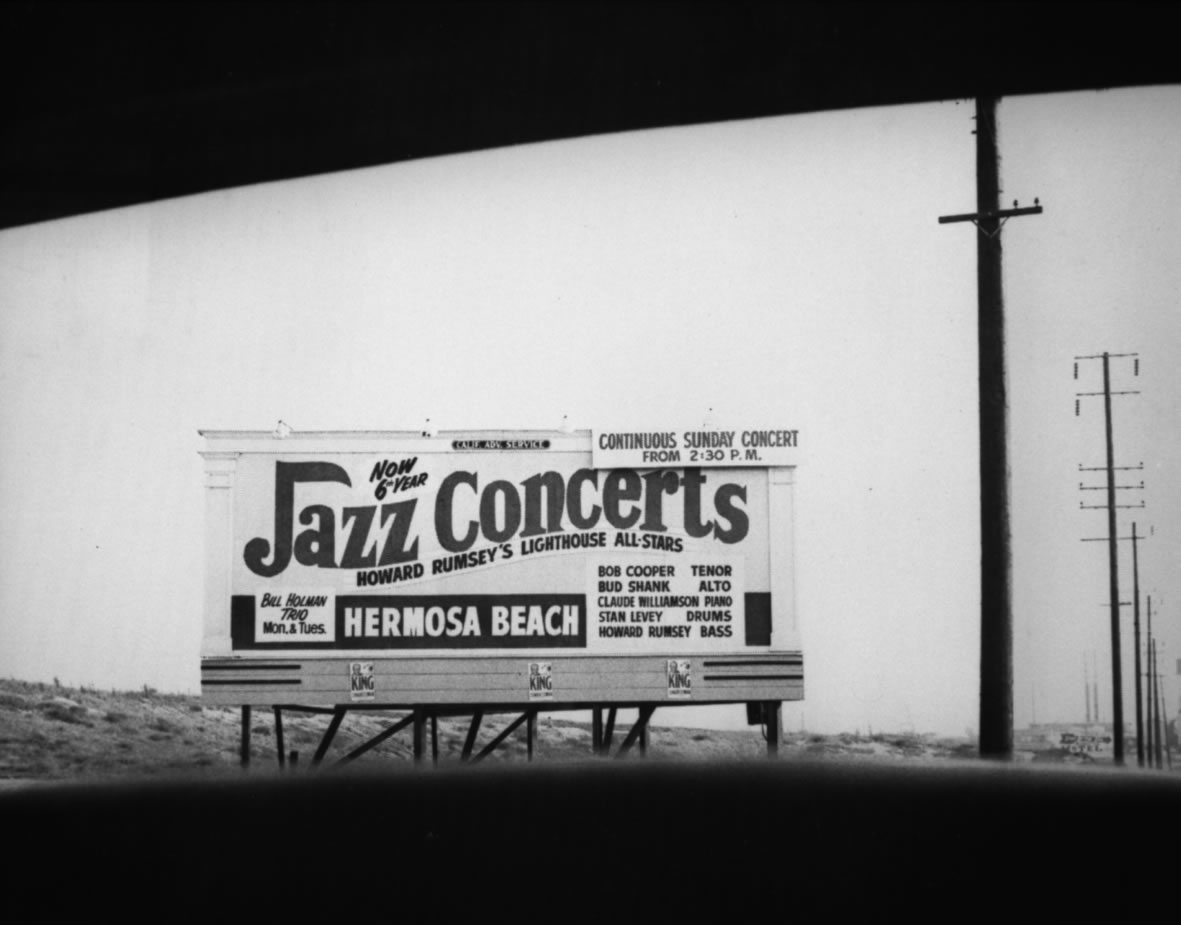 CALIF. ADV. SERVICE
CONTINUOUS SUNDAY CONCERT
FROM 2:30 P.M.
NOW
6TH YEAR
Jazz Concerts
HOWARD RUMSEY'S LIGHTHOUSE ALL-STARS
BILL HOLMAN
TRIO
Mon. & Tues.
HERMOSA BEACH
BOB COOPER TENOR
BUD SHANK ALTO
CLAUDE WILLIAMSON PIANO
STAN LEVEY DRUMS
HOWARD RUMSEY BASS
KING
KING
KING